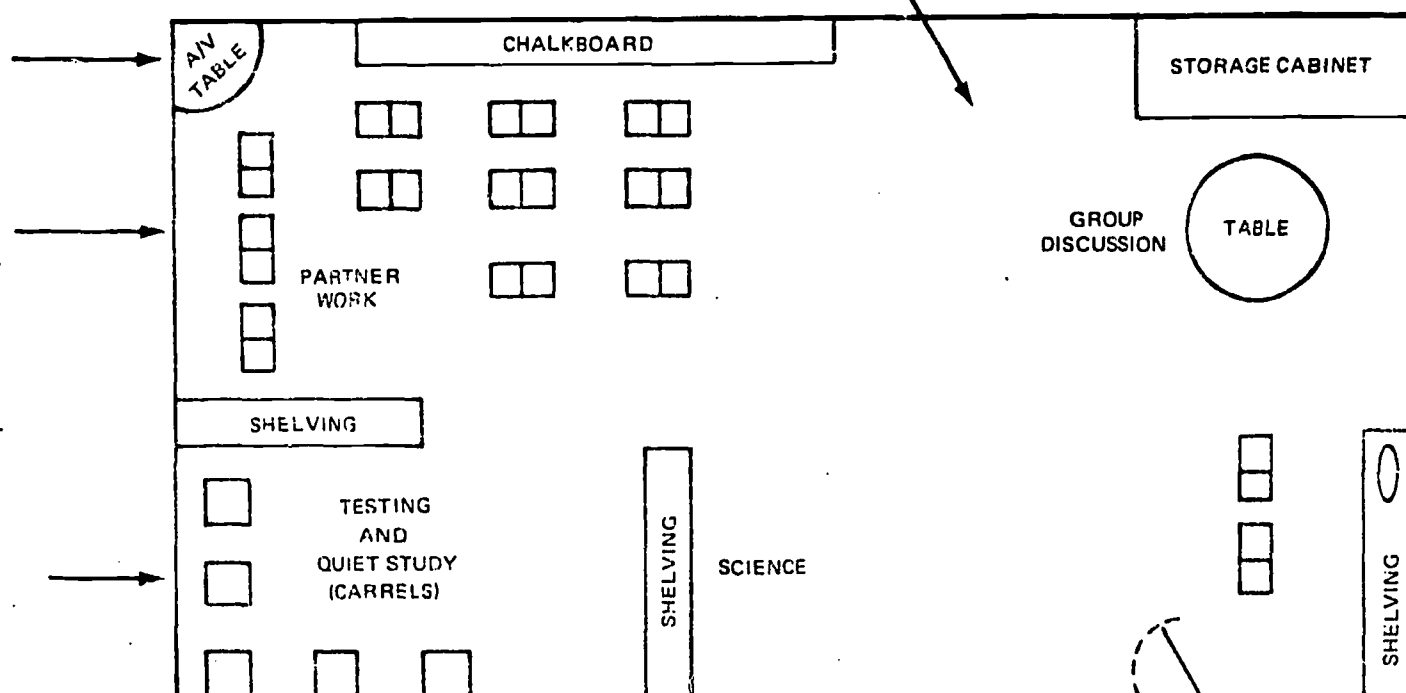 A/V
TABLE
CHALKBOARD
STORAGE CABINET
GROUP
DISCUSSION
TABLE
PARTNER
WORK
SHELVING
TESTING
AND
QUIET STUDY
(CARRELS)
SHELVING
SCIENCE
SHELVING